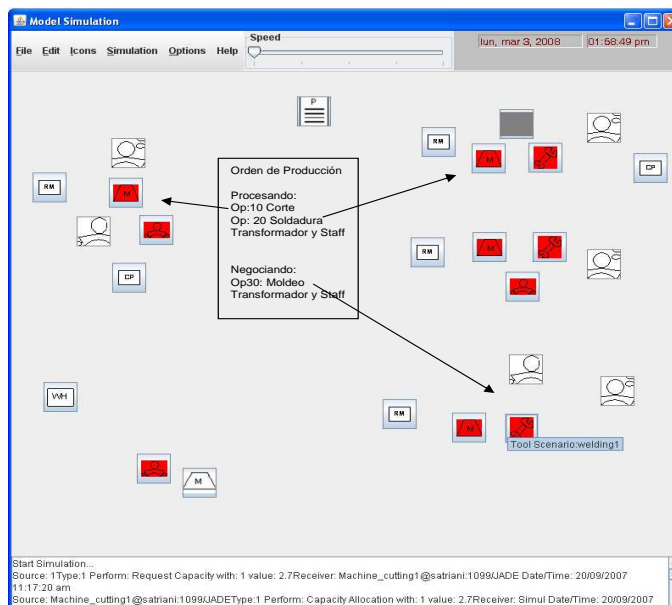 Model Simulation
File Edit Icons Simulation Options Help
Speed
lun, mar 3, 2008
01:58:49 pm
P
RM
M
RM
M
CP
Orden de Producción
Procesando:
Op:10 Corte
Op: 20 Soldadura
Transformador y Staff
Negociando:
Op30: Moldeo
Transformador y Staff
CP
RM
M
WH
RM
M
Tool Scenario:welding1
M
Start Simulation...
Source: 1Type:1 Perform: Request Capacity with: 1 value: 2.7Receiver: Machine_cutting1@satriani:1099/JADE Date/Time: 20/09/2007
11:17:20 am
Source: Machine_cutting1@satriani:1099/JADEType:1 Perform: Capacity Allocation with: 1 value: 2.7Receiver: Simul Date/Time: 20/09/2007